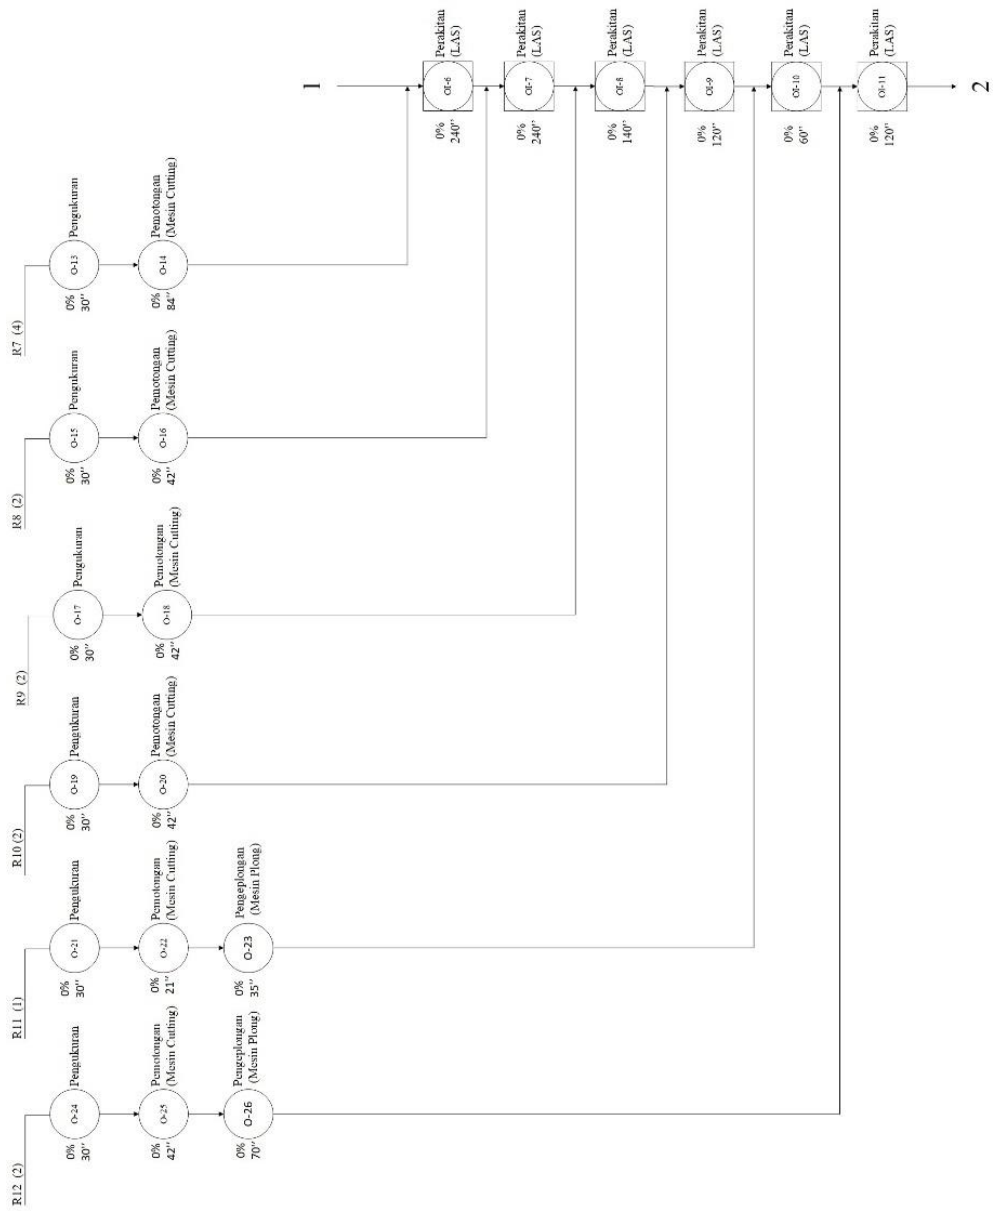 R12 (2)
0%
30''
O-24
Pengukuran
0%
42''
O-25
Pemotongan
(Mesin Cutting)
0%
70''
O-26
Pengeplongan
(Mesin Plong)
R11 (1)
0%
30''
O-21
Pengukuran
0%
21''
O-22
Pemotongan
(Mesin Cutting)
0%
35''
O-23
Pengeplongan
(Mesin Plong)
R10 (2)
0%
30''
O-19
Pengukuran
0%
42''
O-20
Pemotongan
(Mesin Cutting)
R9 (2)
0%
30''
O-17
Pengukuran
0%
42''
O-18
Pemotongan
(Mesin Cutting)
R8 (2)
0%
30''
O-15
Pengukuran
0%
42''
O-16
Pemotongan
(Mesin Cutting)
R7 (4)
0%
30''
O-13
Pengukuran
0%
84''
O-14
Pemotongan
(Mesin Cutting)
1
0%
240''
OI-6
Perakitan
(LAS)
0%
240''
OI-7
Perakitan
(LAS)
0%
140''
OI-8
Perakitan
(LAS)
0%
120''
OI-9
Perakitan
(LAS)
0%
60''
OI-10
Perakitan
(LAS)
0%
120''
OI-11
Perakitan
(LAS)
2